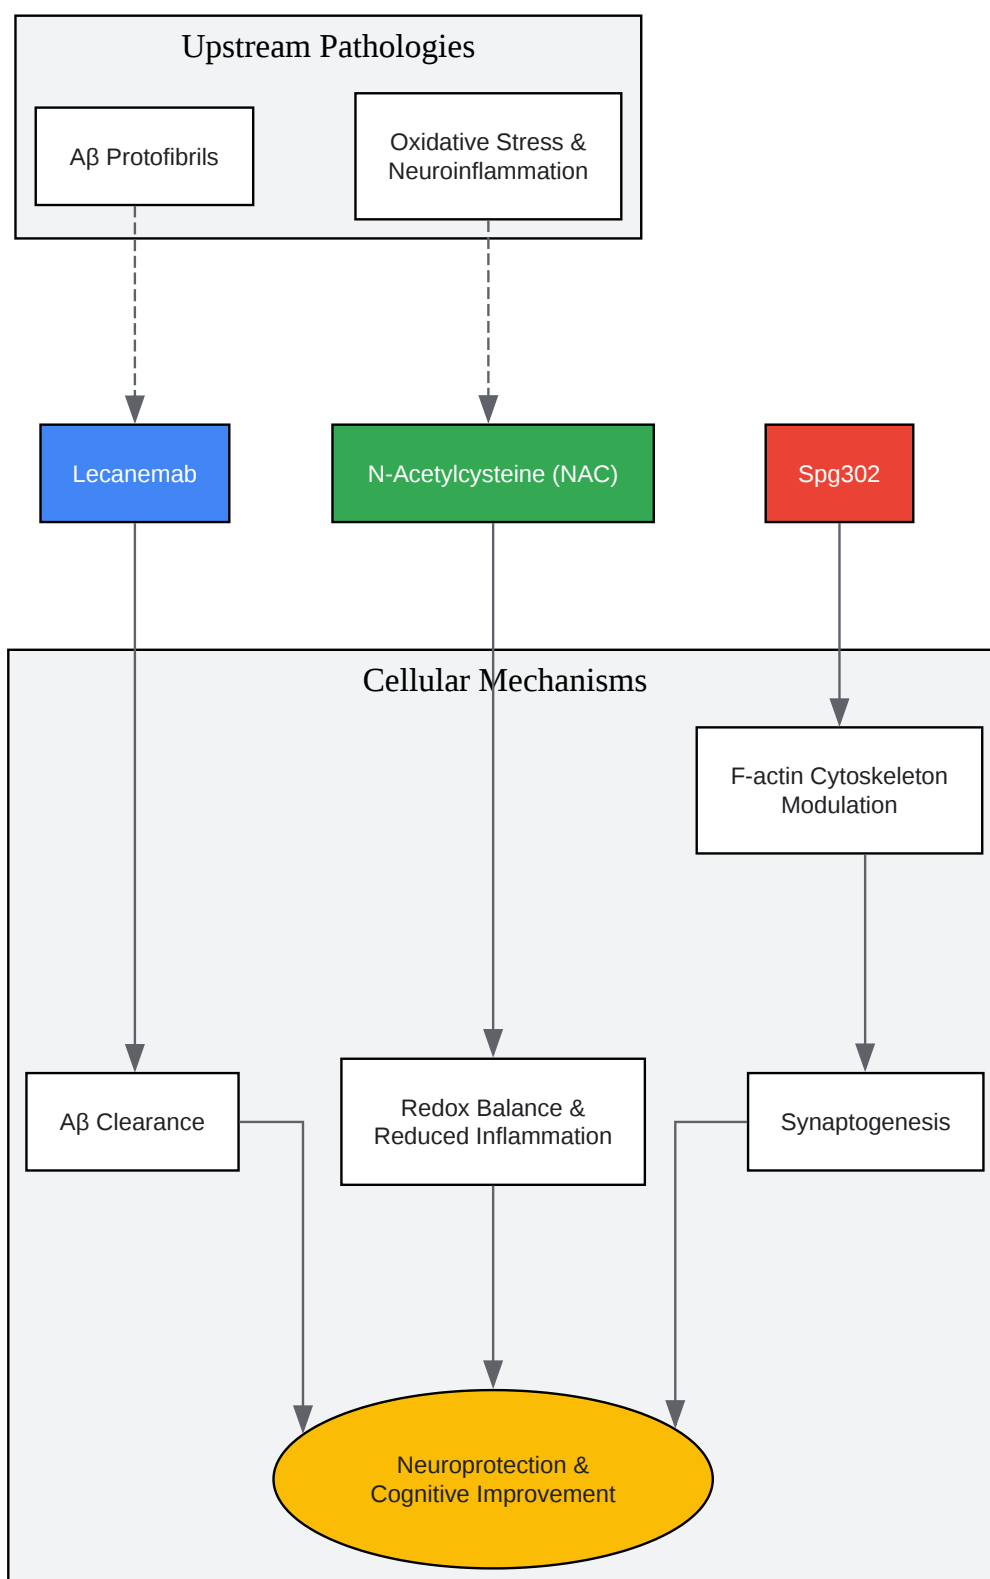 Upstream Pathologies
Aβ Protofibrils
Oxidative Stress &
Neuroinflammation
Lecanemab
N-Acetylcysteine (NAC)
Spg302
Cellular Mechanisms
F-actin Cytoskeleton
Modulation
Aβ Clearance
Redox Balance &
Reduced Inflammation
Synaptogenesis
Neuroprotection &
Cognitive Improvement